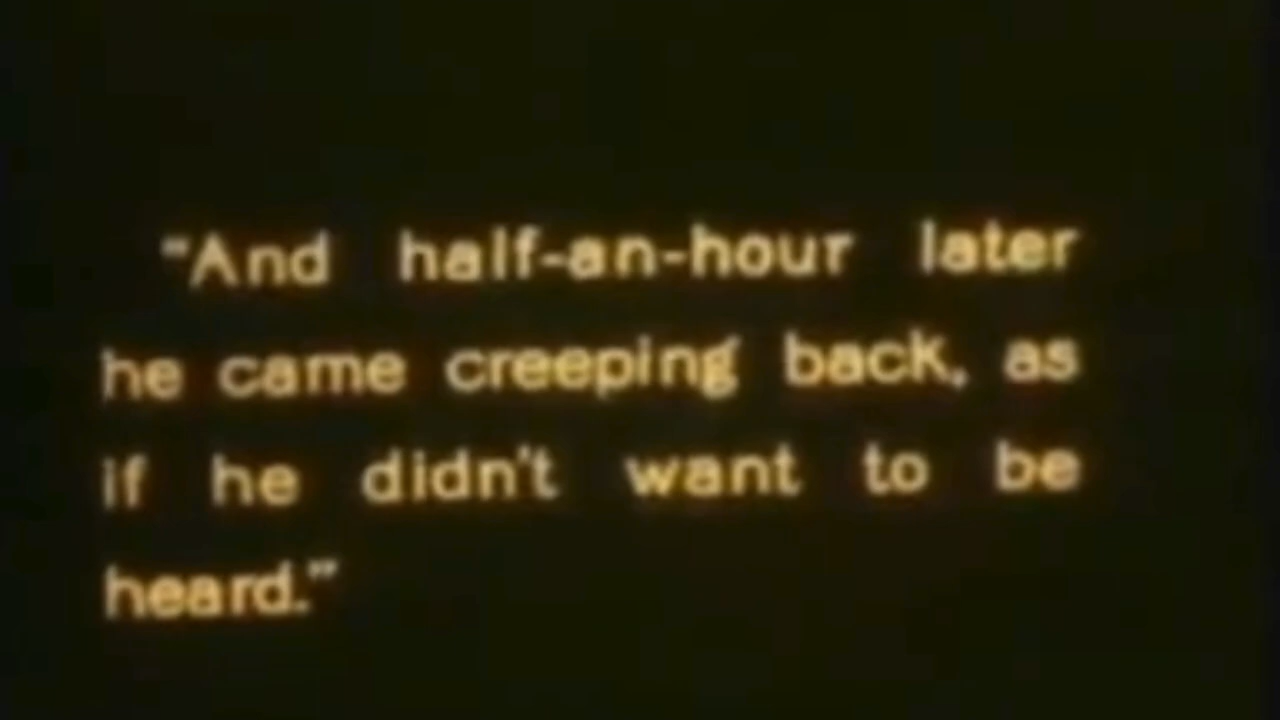 "And half-an-hour later
he came creeping back, as
if he didn't want to be
heard."